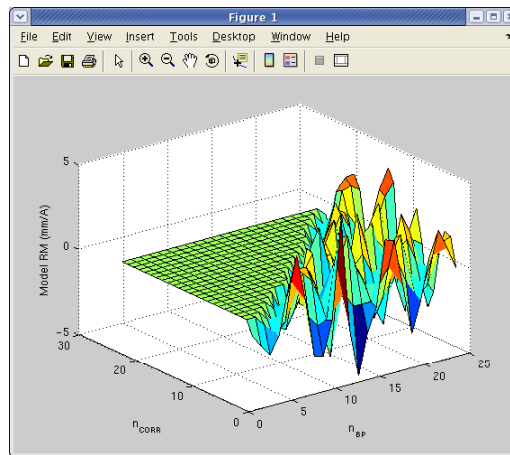 Figure 1
File Edit View Insert Tools Desktop Window Help
5
0
-5
Model RM (mm/A)
30
20
10
0
n_CORR
0
5
10
15
20
25
n_BP